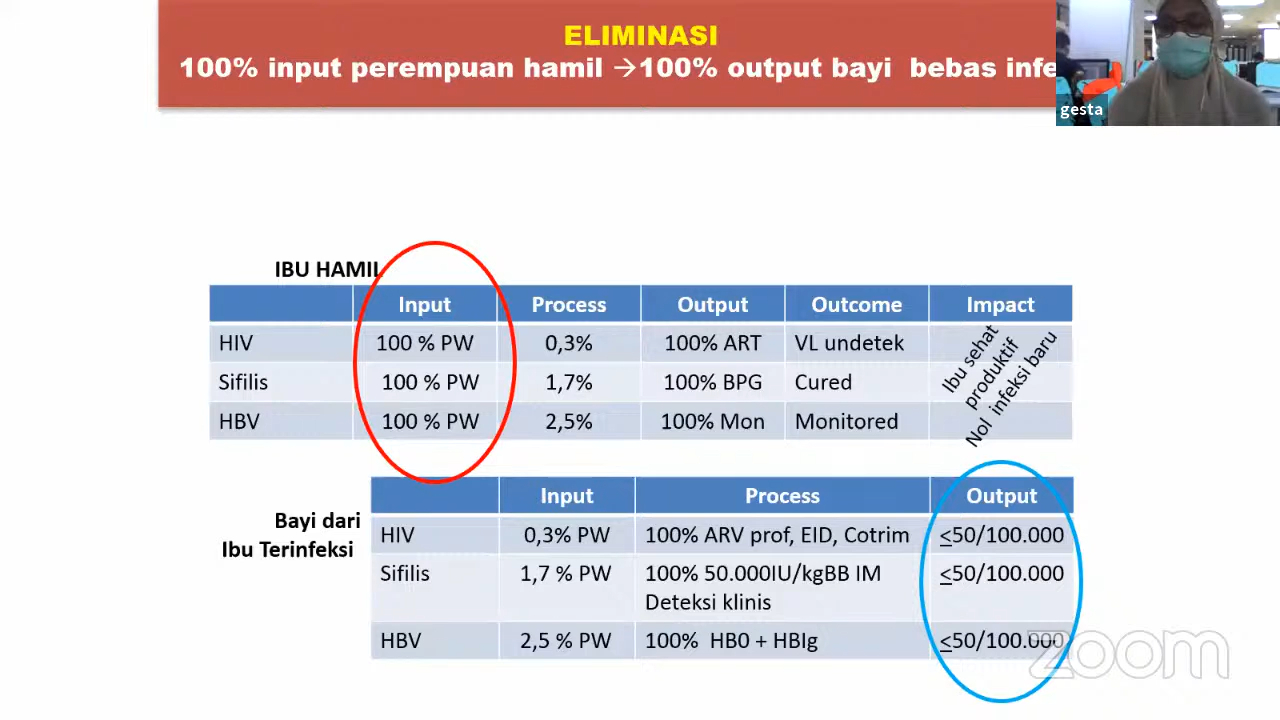 ELIMINASI
100% input perempuan hamil →100% output bayi bebas infe
gesta
IBU HAMIL
Input Process Output Outcome Impact
HIV 100 % PW 0,3% 100% ART VL undetek
Sifilis 100 % PW 1,7% 100% BPG Cured
HBV 100 % PW 2,5% 100% Mon Monitored
Ibu sehat
produktif
Nol infeksi baru
Bayi dari
Ibu Terinfeksi
Input Process Output
HIV 0,3% PW 100% ARV prof, EID, Cotrim ≤50/100.000
Sifilis 1,7 % PW 100% 50.000IU/kgBB IM ≤50/100.000
Deteksi klinis
HBV 2,5 % PW 100% HB0 + HBIg ≤50/100.000
zoom